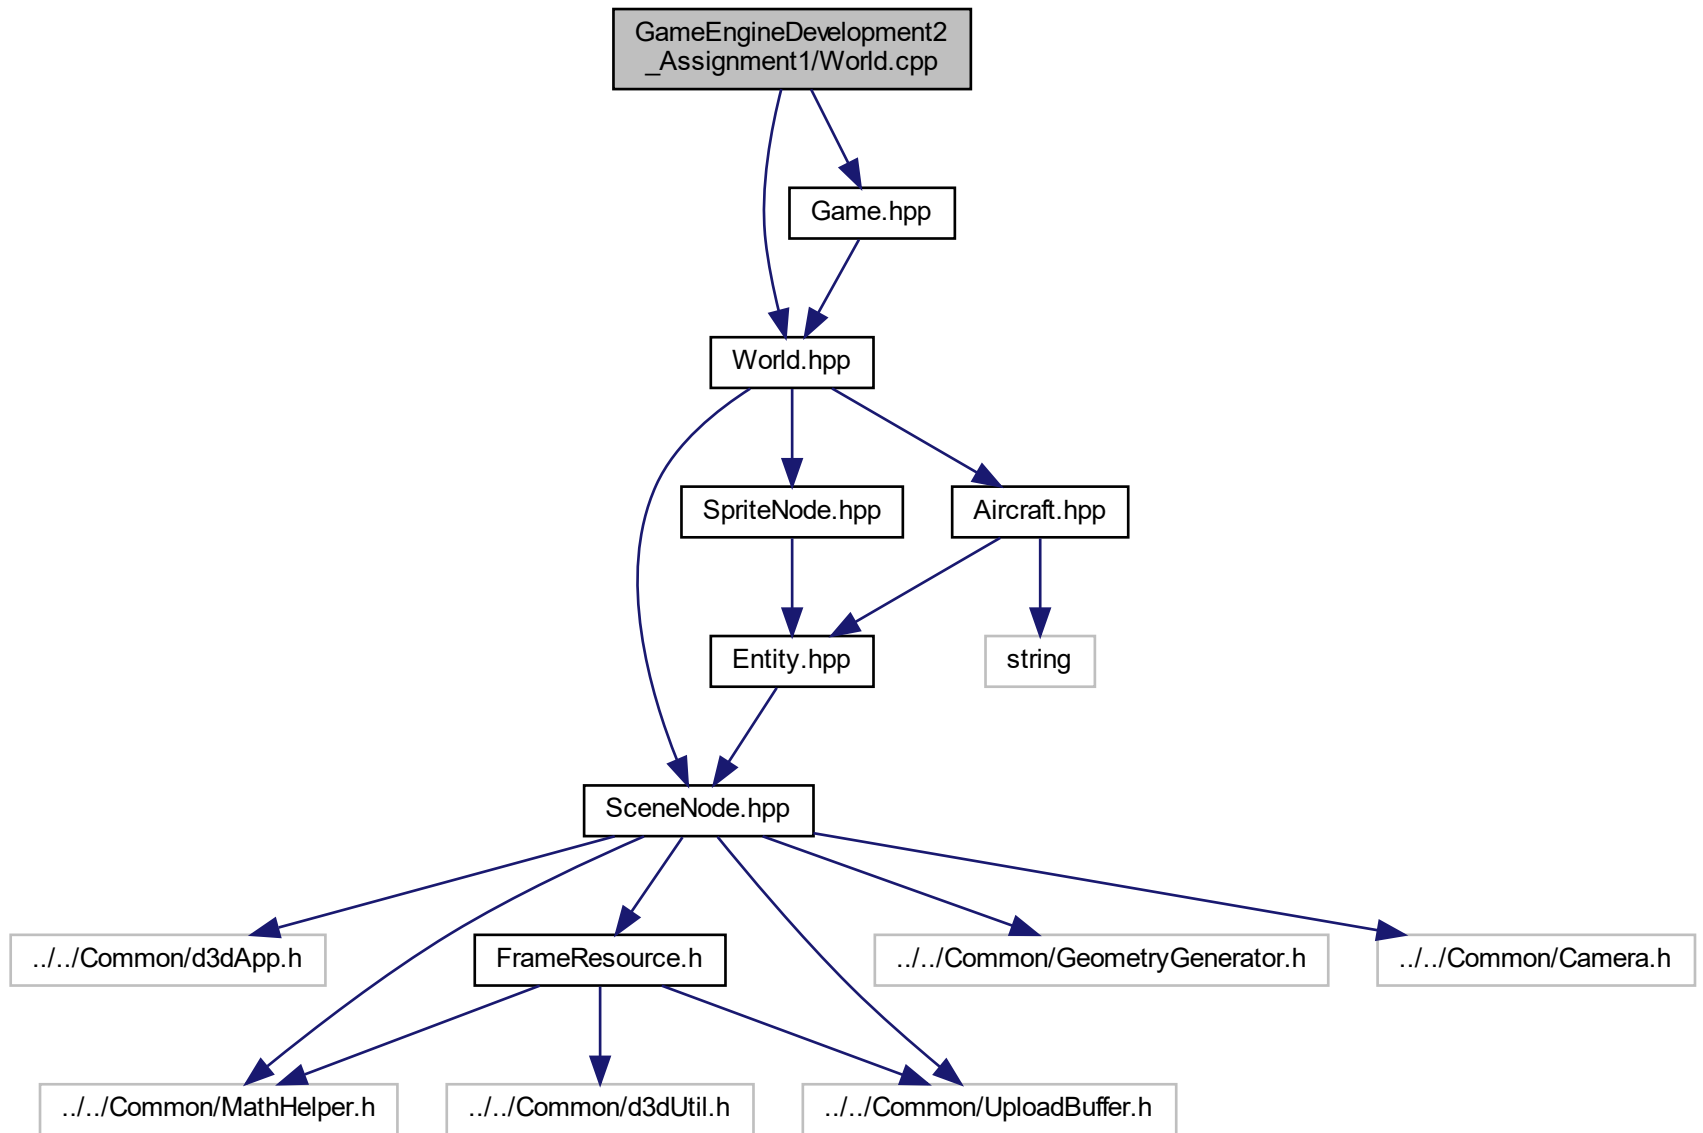 GameEngineDevelopment2
_Assignment1/World.cpp
Game.hpp
World.hpp
SpriteNode.hpp
Aircraft.hpp
Entity.hpp
string
SceneNode.hpp
../../Common/d3dApp.h
FrameResource.h
../../Common/GeometryGenerator.h
../../Common/Camera.h
../../Common/MathHelper.h
../../Common/d3dUtil.h
../../Common/UploadBuffer.h